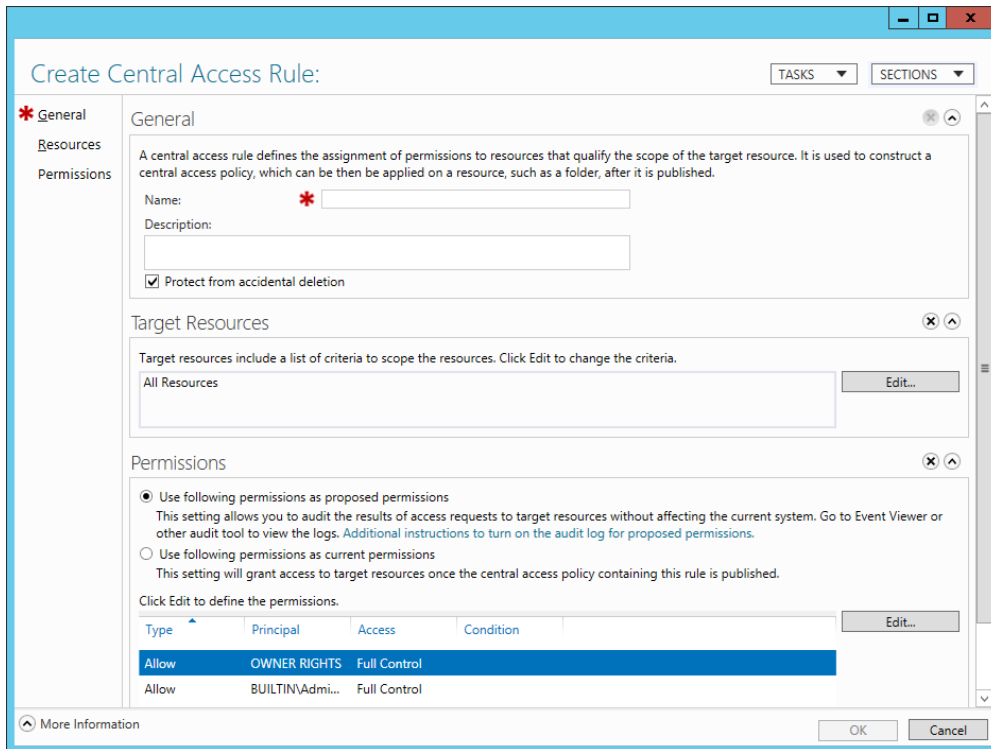 Create Central Access Rule:
TASKS
SECTIONS
General
Resources
Permissions
General
A central access rule defines the assignment of permissions to resources that qualify the scope of the target resource. It is used to construct a
central access policy, which can be then be applied on a resource, such as a folder, after it is published.
Name:
Description:
Protect from accidental deletion
Target Resources
Target resources include a list of criteria to scope the resources. Click Edit to change the criteria.
All Resources
Edit...
Permissions
Use following permissions as proposed permissions
This setting allows you to audit the results of access requests to target resources without affecting the current system. Go to Event Viewer or
other audit tool to view the logs. Additional instructions to turn on the audit log for proposed permissions.
Use following permissions as current permissions
This setting will grant access to target resources once the central access policy containing this rule is published.
Click Edit to define the permissions.
Edit...
Type Principal Access Condition
Allow OWNER RIGHTS Full Control
Allow BUILTIN\Admi... Full Control
More Information
OK Cancel